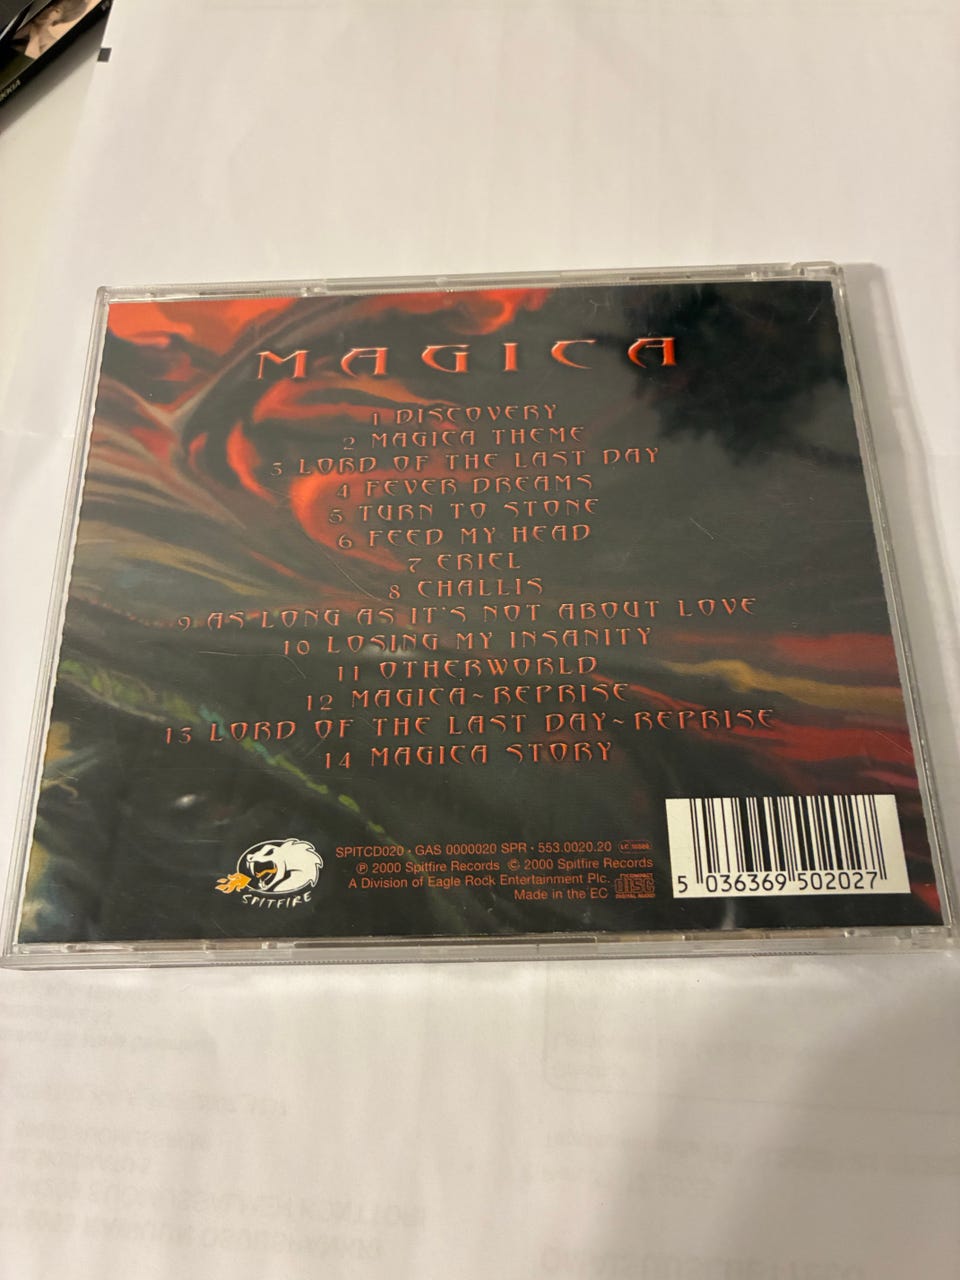 MAGICA
1 DISCOVERY
2 MAGICA THEME
3 LORD OF THE LAST DAY
4 FEVER DREAMS
5 TURN TO STONE
6 FEED MY HEAD
7 ERIEL
8 CHALLIS
9 AS LONG AS IT'S NOT ABOUT LOVE
10 LOSING MY INSANITY
11 OTHERWORLD
12 MAGICA~REPRISE
13 LORD OF THE LAST DAY~REPRISE
14 MAGICA STORY
SPITFIRE
SPITCD020 · GAS 0000020 SPR · 553.0020.20
℗ 2000 Spitfire Records © 2000 Spitfire Records
A Division of Eagle Rock Entertainment Plc.
Made in the EC
COMPACT
DISC
DIGITAL AUDIO
5 036369 502027